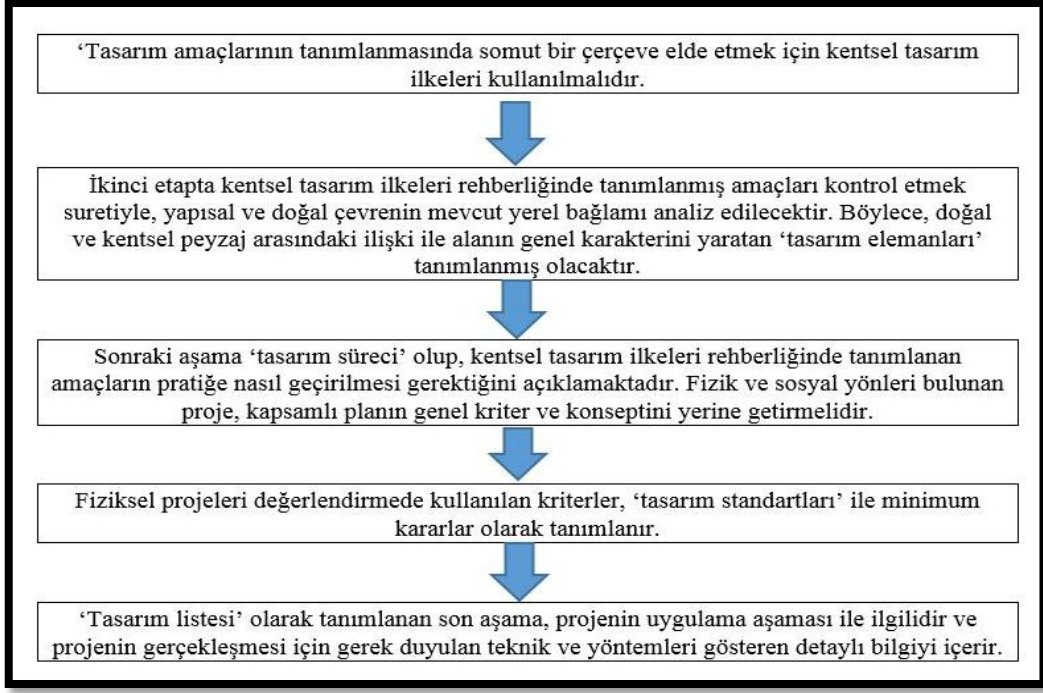 ‘Tasarım amaçlarının tanımlanmasında somut bir çerçeve elde etmek için kentsel tasarım
ilkeleri kullanılmalıdır.
İkinci etapta kentsel tasarım ilkeleri rehberliğinde tanımlanmış amaçları kontrol etmek
suretiyle, yapısal ve doğal çevrenin mevcut yerel bağlamı analiz edilecektir. Böylece, doğal
ve kentsel peyzaj arasındaki ilişki ile alanın genel karakterini yaratan ‘tasarım elemanları’
tanımlanmış olacaktır.
Sonraki aşama ‘tasarım süreci’ olup, kentsel tasarım ilkeleri rehberliğinde tanımlanan
amaçların pratiğe nasıl geçirilmesi gerektiğini açıklamaktadır. Fizik ve sosyal yönleri bulunan
proje, kapsamlı planın genel kriter ve konseptini yerine getirmelidir.
Fiziksel projeleri değerlendirmede kullanılan kriterler, ‘tasarım standartları’ ile minimum
kararlar olarak tanımlanır.
‘Tasarım listesi’ olarak tanımlanan son aşama, projenin uygulama aşaması ile ilgilidir ve
projenin gerçekleşmesi için gerek duyulan teknik ve yöntemleri gösteren detaylı bilgiyi içerir.